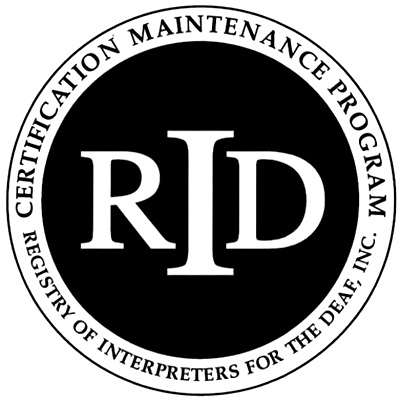 CERTIFICATION MAINTENANCE PROGRAM
RID
REGISTRY OF INTERPRETERS FOR THE DEAF, INC.